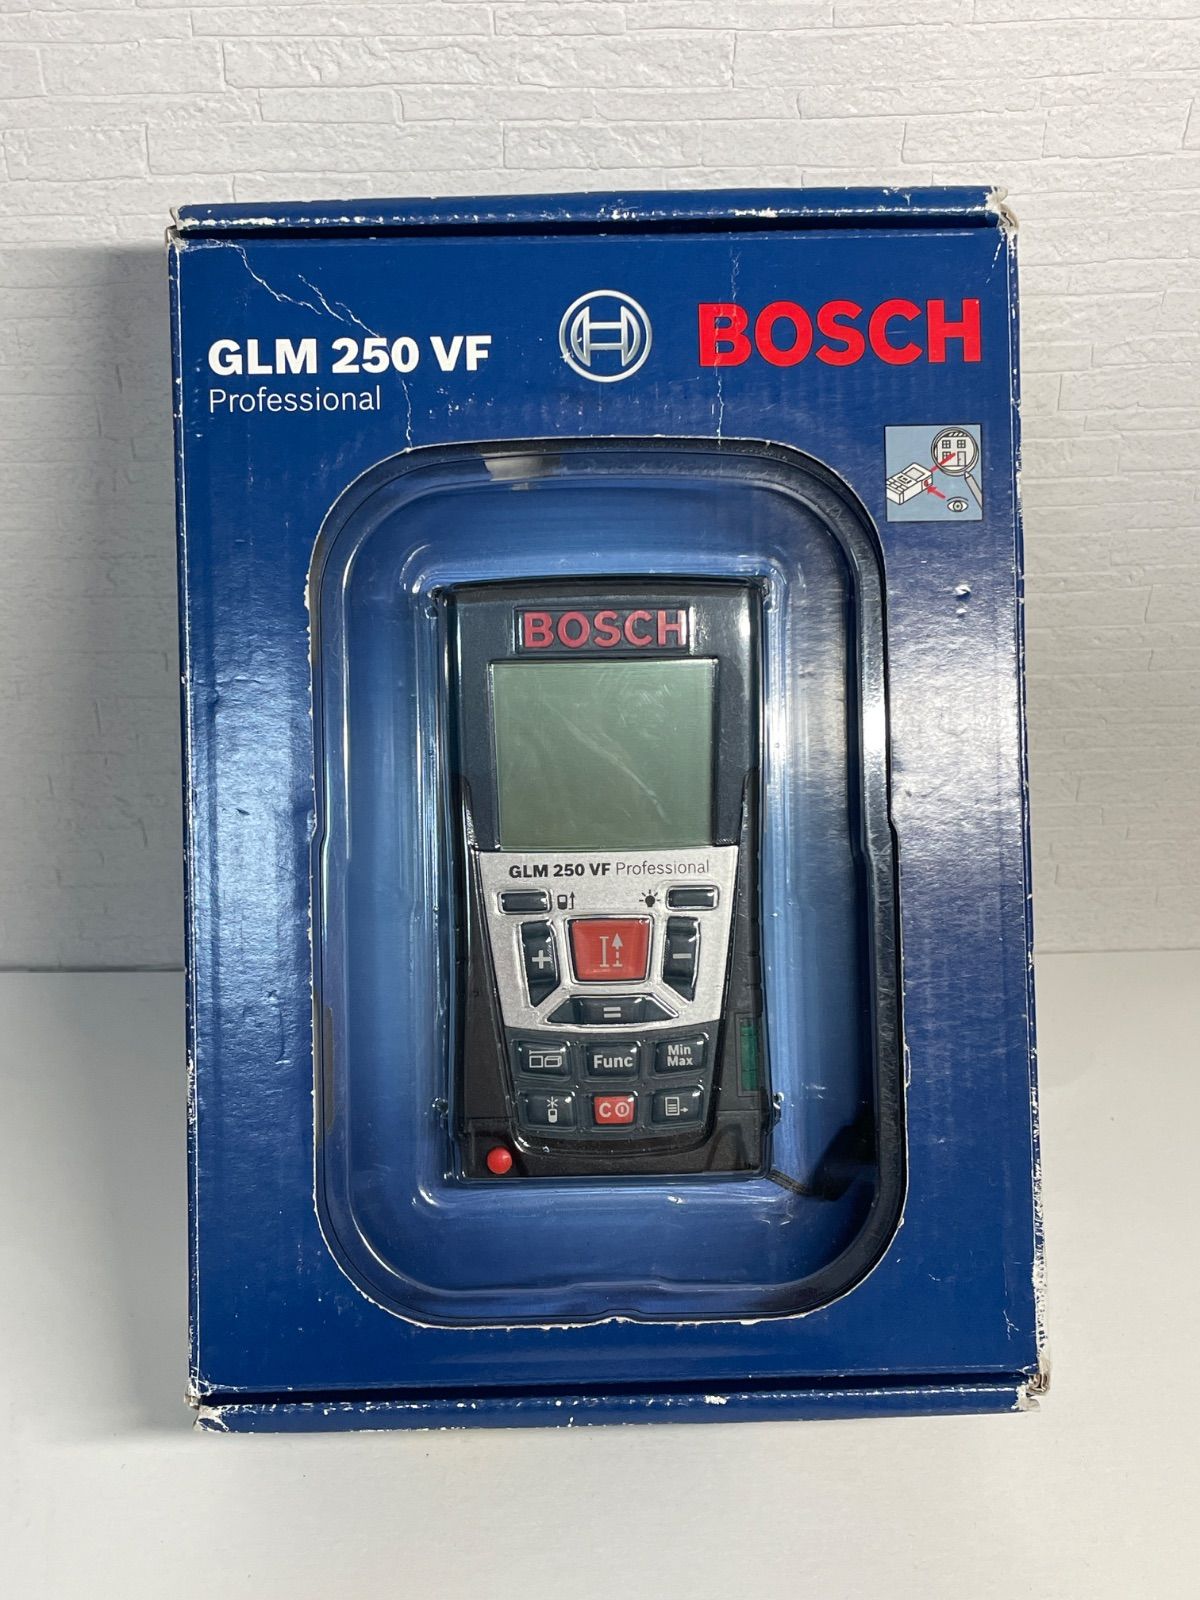 GLM 250 VF
Professional
BOSCH
BOSCH
GLM 250 VF Professional
+
-
=
Func
Min
Max
C